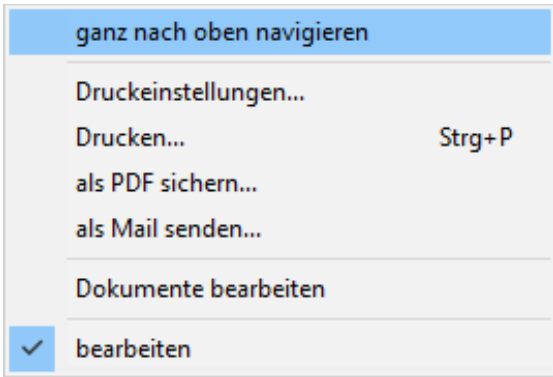 ganz nach oben navigieren
Druckeinstellungen...
Drucken... Strg+P
als PDF sichern...
als Mail senden...
Dokumente bearbeiten
bearbeiten